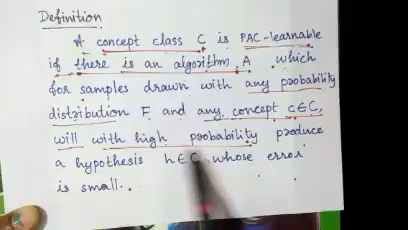 Definition
A concept class C is PAC-learnable
if there is an algorithm A which
for samples drawn with any probability
distribution F and any concept c∈C,
will with high probability produce
a hypothesis h∈C whose error
is small.